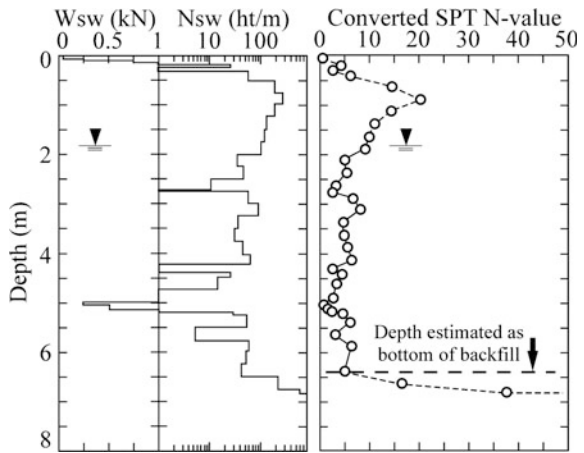 Wsw (kN)
Nsw (ht/m)
Converted SPT N-value
0
0.5
1
10
100
0
10
20
30
40
50
Depth (m)
0
2
4
6
8
Depth estimated as
bottom of backfill